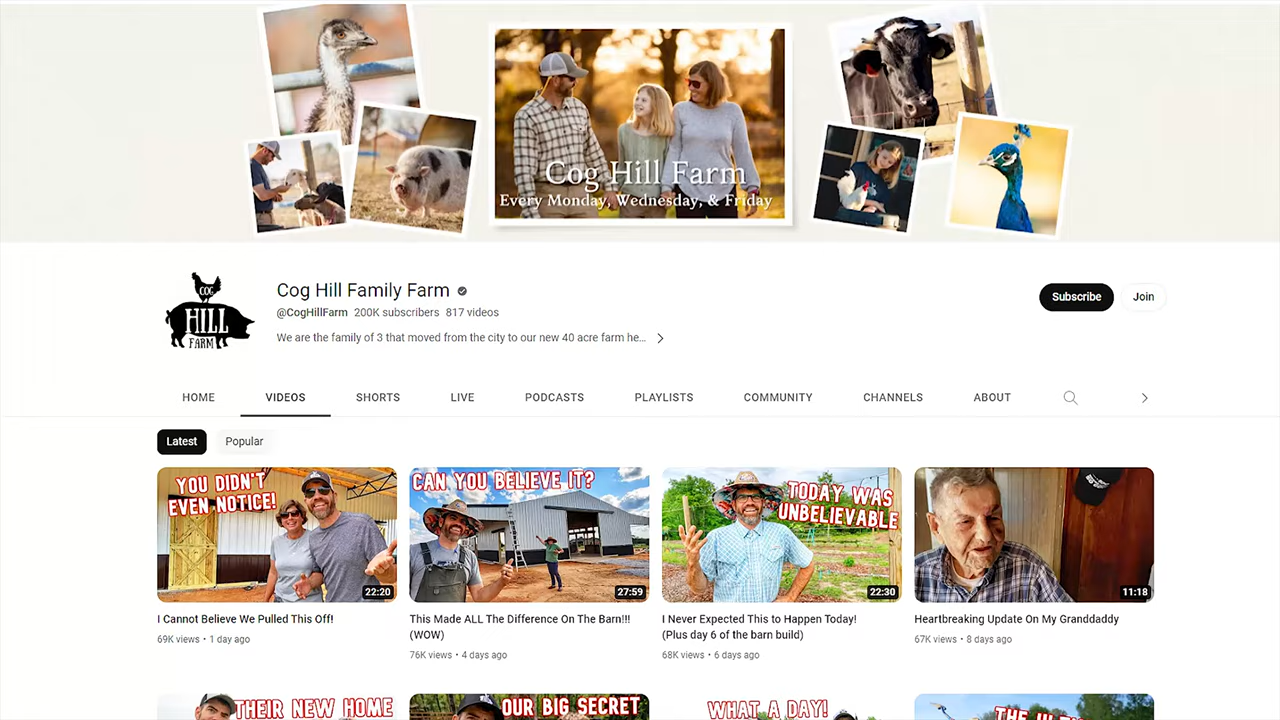 Cog Hill Farm
Every Monday, Wednesday, & Friday
COG
HILL
FARM
Cog Hill Family Farm
@CogHillFarm 200K subscribers 817 videos
We are the family of 3 that moved from the city to our new 40 acre farm he...
Subscribe
Join
HOME
VIDEOS
SHORTS
LIVE
PODCASTS
PLAYLISTS
COMMUNITY
CHANNELS
ABOUT
Latest
Popular
YOU DIDN'T
EVEN NOTICE!
22:20
CAN YOU BELIEVE IT?
27:59
TODAY WAS
UNBELIEVABLE
22:30
11:18
I Cannot Believe We Pulled This Off!
69K views • 1 day ago
This Made ALL The Difference On The Barn!!!
(WOW)
76K views • 4 days ago
I Never Expected This to Happen Today!
(Plus day 6 of the barn build)
68K views • 6 days ago
Heartbreaking Update On My Granddaddy
67K views • 8 days ago
THEIR NEW HOME
OUR BIG SECRET
WHAT A DAY!